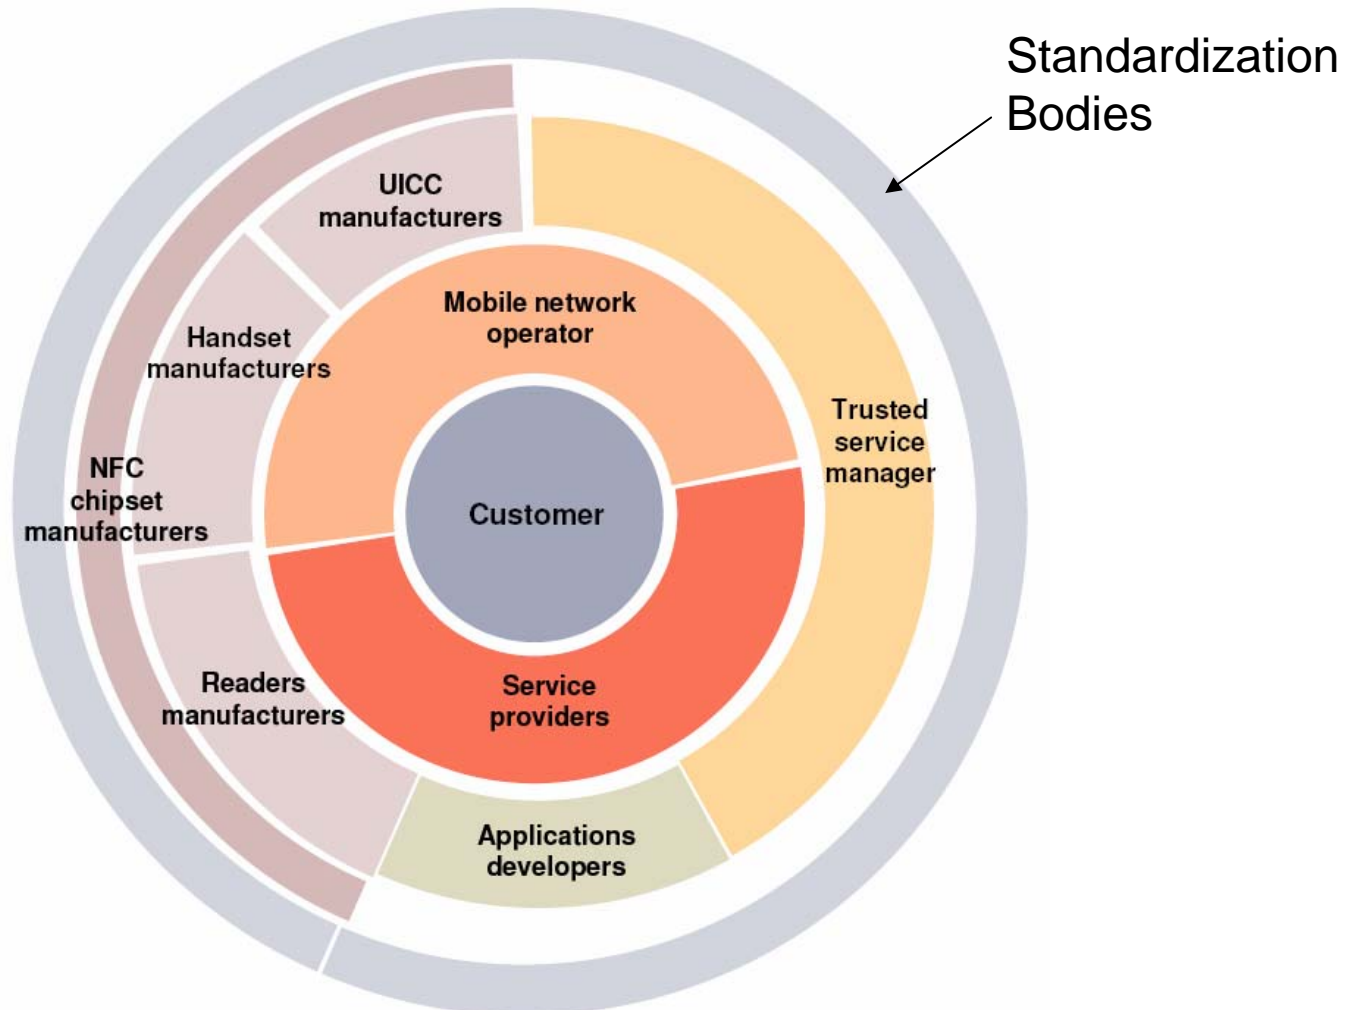 Standardization
Bodies
UICC
manufacturers
Mobile network
operator
Handset
manufacturers
Trusted
service
manager
NFC
chipset
manufacturers
Customer
Readers
manufacturers
Service
providers
Applications
developers